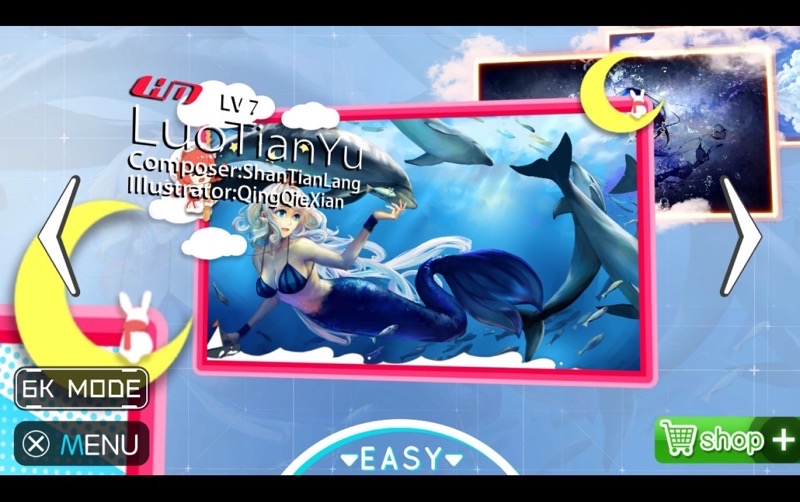 LV 7
LuoTianYu
Composer:ShanTianLang
Illustrator:QingQieXian
6K MODE
MENU
EASY
shop +